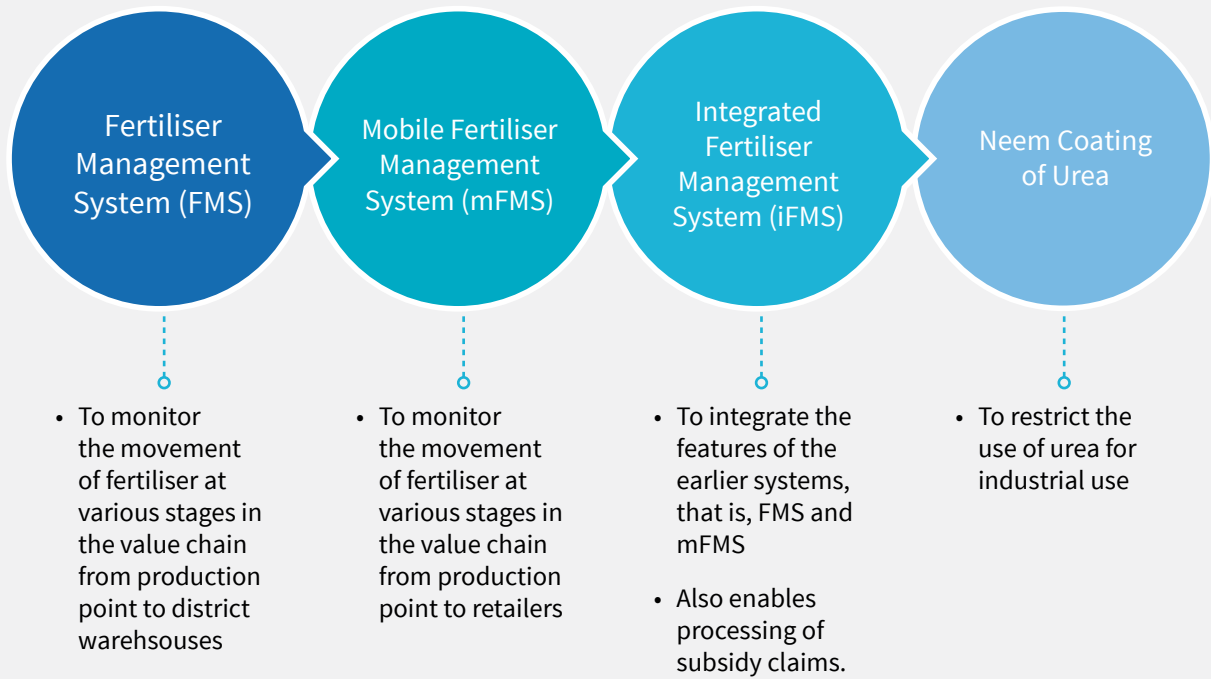 Fertiliser
Management
System (FMS)
Mobile Fertiliser
Management
System (mFMS)
Integrated
Fertiliser
Management
System (iFMS)
Neem Coating
of Urea
• To monitor
the movement
of fertiliser at
various stages in
the value chain
from production
point to district
warehsouses
• To monitor
the movement
of fertiliser at
various stages in
the value chain
from production
point to retailers
• To integrate the
features of the
earlier systems,
that is, FMS and
mFMS
• Also enables
processing of
subsidy claims.
• To restrict the
use of urea for
industrial use